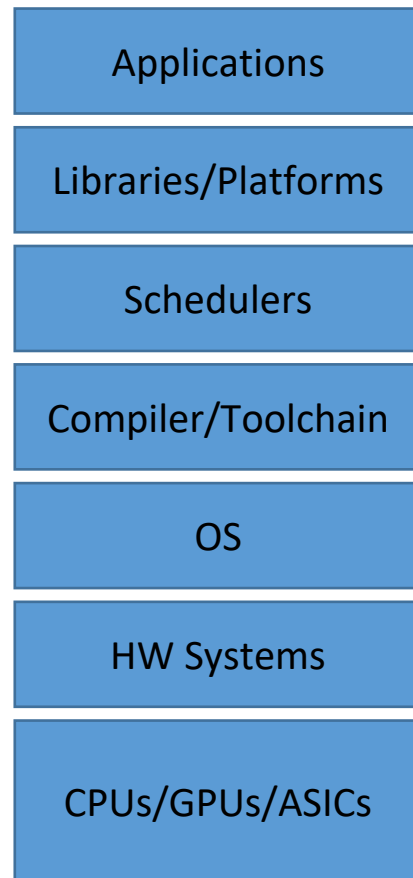 Applications
Libraries/Platforms
Schedulers
Compiler/Toolchain
OS
HW Systems
CPUs/GPUs/ASICs